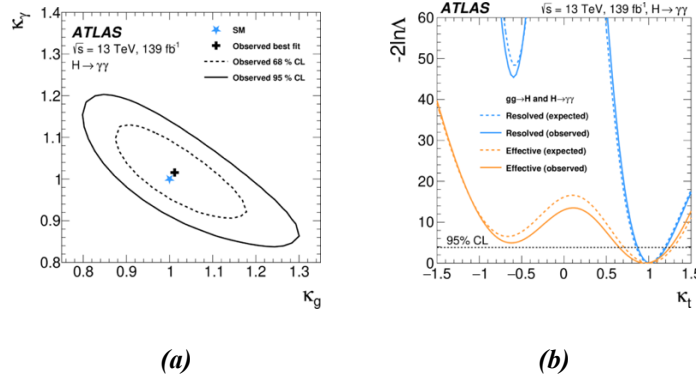 κγ
ATLAS
√s = 13 TeV, 139 fb⁻¹
H→γγ
SM
Observed best fit
Observed 68 % CL
Observed 95 % CL
1.4
1.3
1.2
1.1
1
0.9
0.8
0.8 0.9 1 1.1 1.2 1.3
κg
(a)
ATLAS √s = 13 TeV, 139 fb⁻¹, H→γγ
-2lnΛ
60
50
40
30
20
10
0
gg→H and H→γγ
Resolved (expected)
Resolved (observed)
Effective (expected)
Effective (observed)
95% CL
−1.5 −1 −0.5 0 0.5 1 1.5
κt
(b)